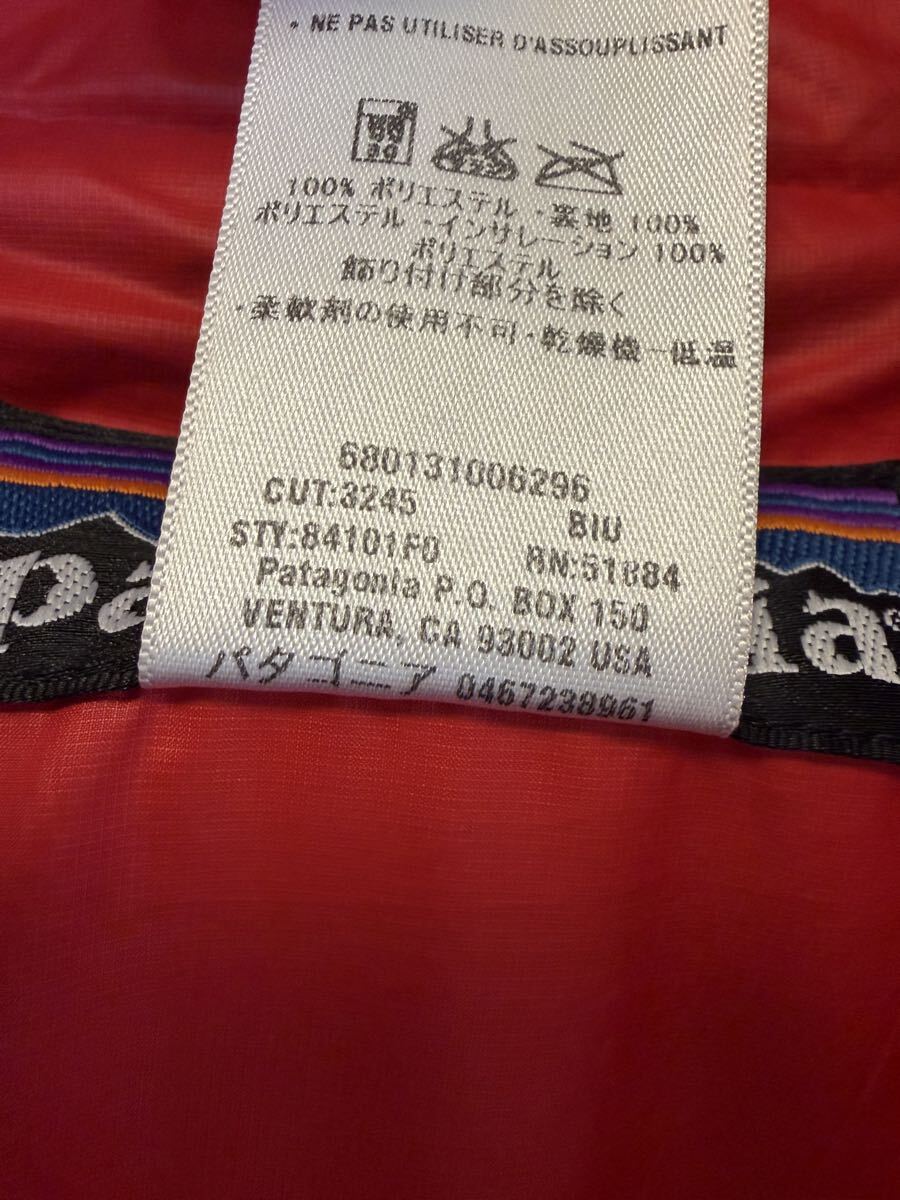 • NE PAS UTILISER D'ASSOUPLISSANT
30
100% ポリエステル ・裏地 100%
ポリエステル ・インサレーション 100%
ポリエステル
飾り付け部分を除く
・柔軟剤の使用不可・乾燥機ー低温
680131006296
CUT:3245 BIU
STY:84101F0 RN:51884
Patagonia P.O. BOX 150
VENTURA, CA 93002 USA
パタゴニア 0467238961
pa ia®